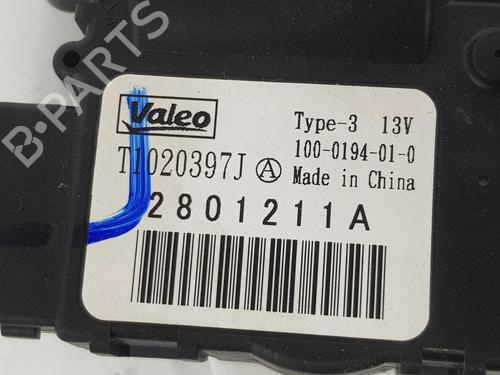 B-PARTS
Valeo
Type-3 13V
T1020397J A 100-0194-01-0
Made in China
2801211A